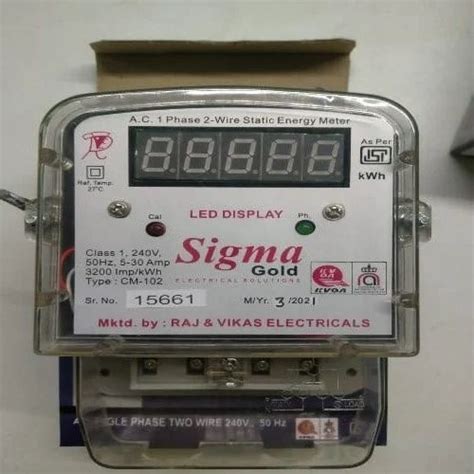 A.C. 1 Phase 2-Wire Static Energy Meter
As Per
ISI
kWh
Ref. Temp.
27°C
Cal
LED DISPLAY
Ph.
Class 1, 240V,
50Hz, 5-30 Amp
3200 Imp/kWh
Type : CM-102
Sigma
Gold
ELECTRICAL SOLUTIONS
Sr. No. 15661
M/Yr. 3/2021
Mktd. by : RAJ & VIKAS ELECTRICALS
PHASE TWO WIRE 240V, 50 Hz